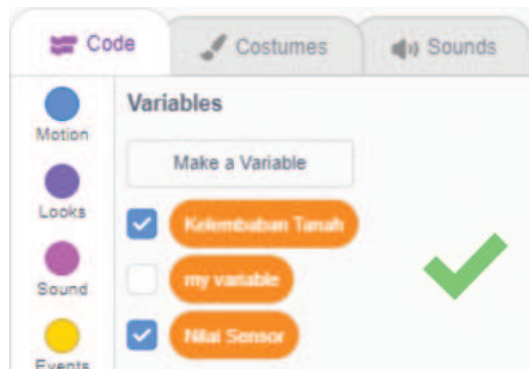 Code Costumes Sounds
Variables
Motion
Make a Variable
Looks
Kelembaban Tanah
my variable
Sound
Nilai Sensor
Events